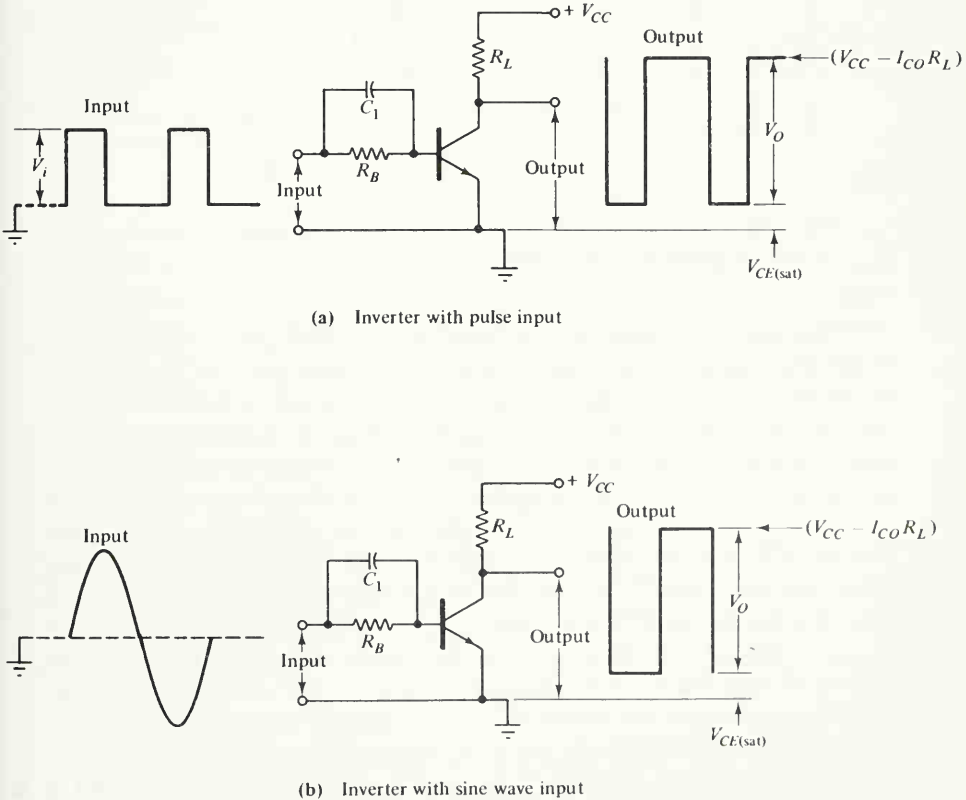 + V_CC
R_L
Output
(V_CC − I_CO R_L)
Input
C_1
V_i
V_O
R_B
Output
Input
V_CE(sat)
(a) Inverter with pulse input
+ V_CC
Output
R_L
(V_CC − I_CO R_L)
Input
C_1
V_O
R_B
Output
Input
V_CE(sat)
(b) Inverter with sine wave input